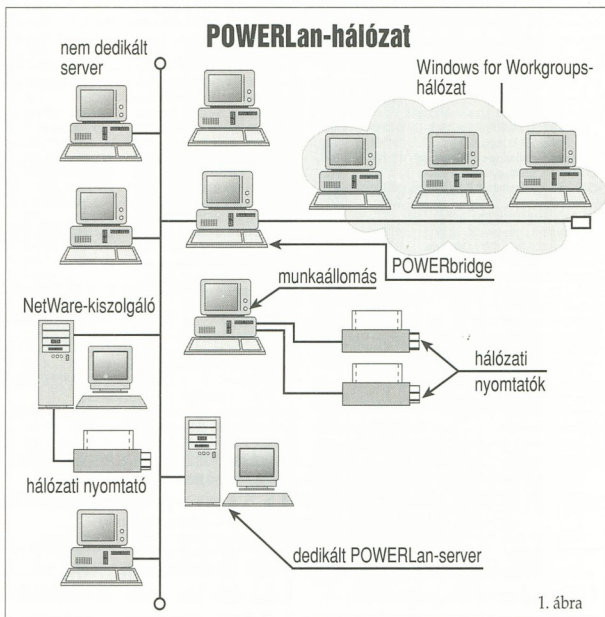 POWERLan-hálózat
nem dedikált
server
Windows for Workgroups-
hálózat
POWERbridge
munkaállomás
NetWare-kiszolgáló
hálózati
nyomtatók
hálózati nyomtató
dedikált POWERLan-server
1. ábra